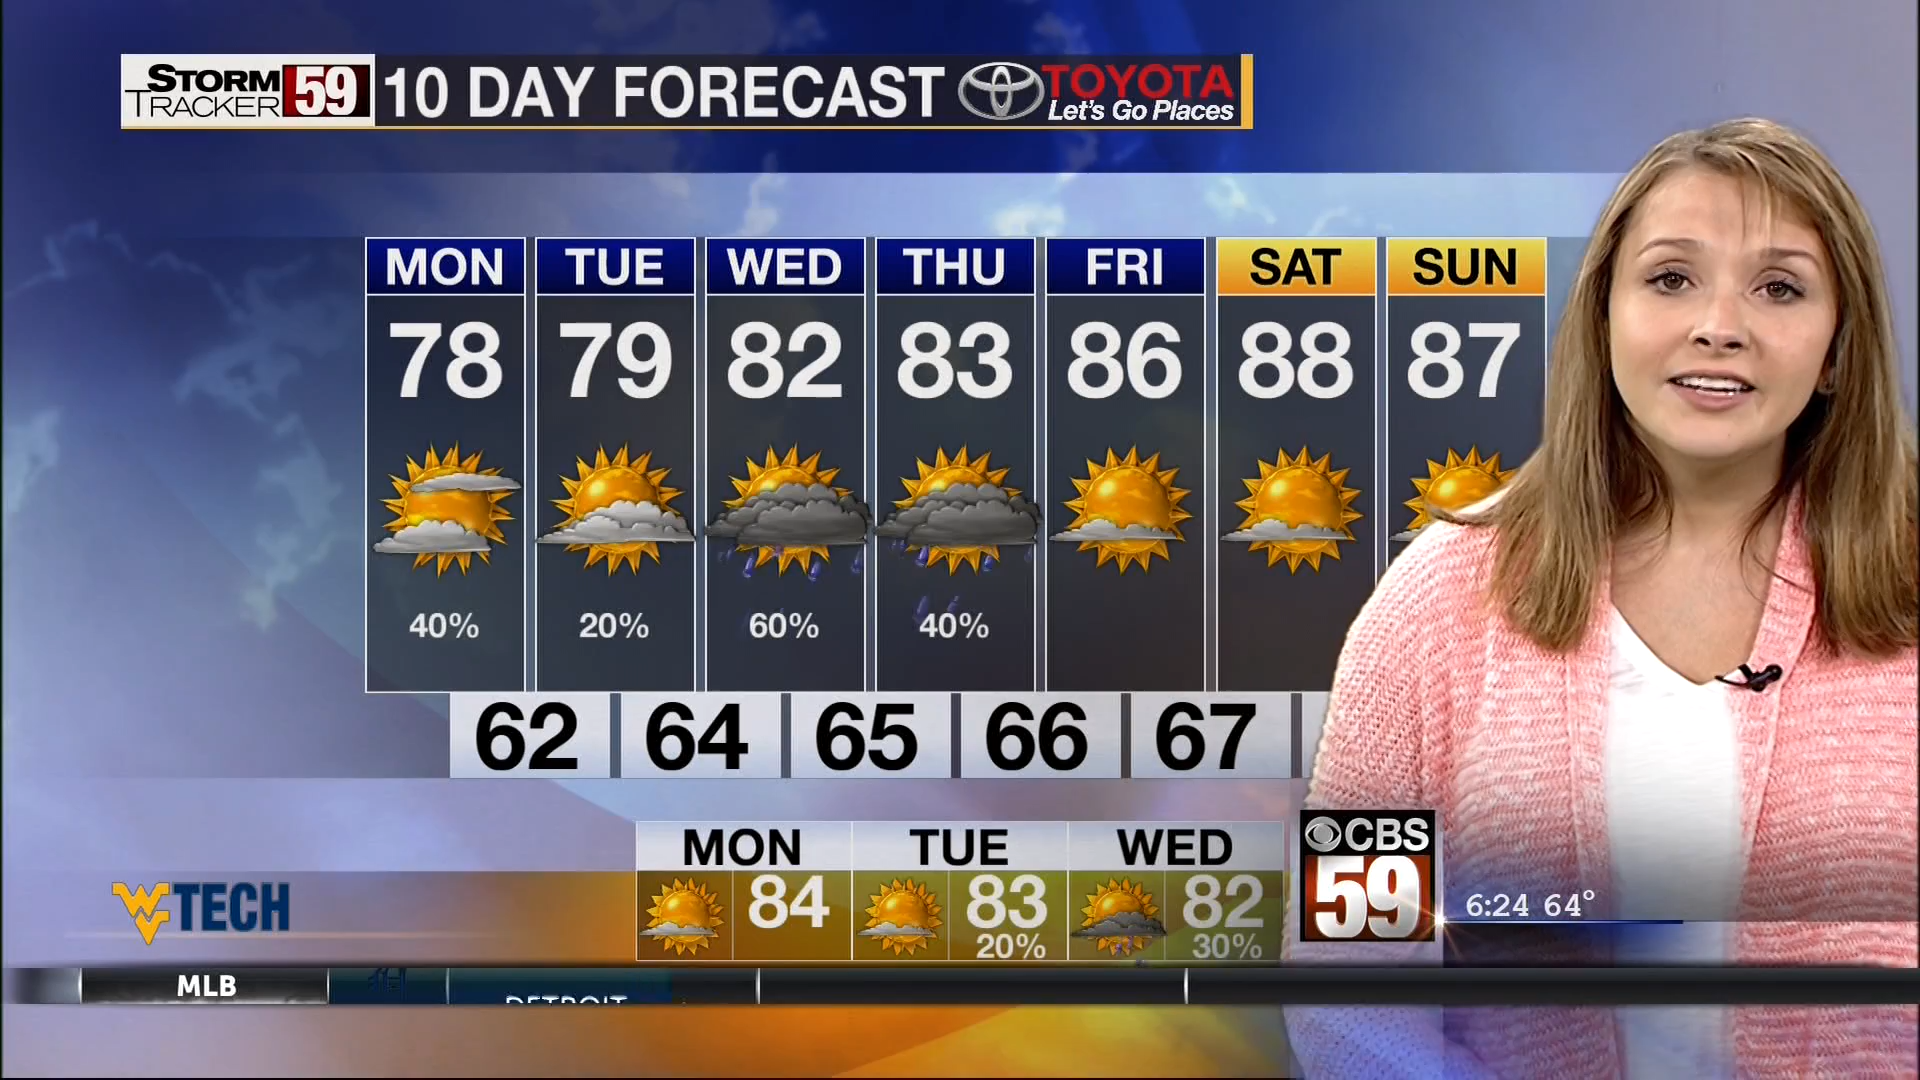 STORM TRACKER 59 10 DAY FORECAST TOYOTA
Let's Go Places
MON TUE WED THU FRI SAT SUN
78 79 82 83 86 88 87
40% 20% 60% 40%
62 64 65 66 67
MON TUE WED
84 83 82
20% 30%
WV TECH
CBS
59
6:24 64°
MLB
DETROIT